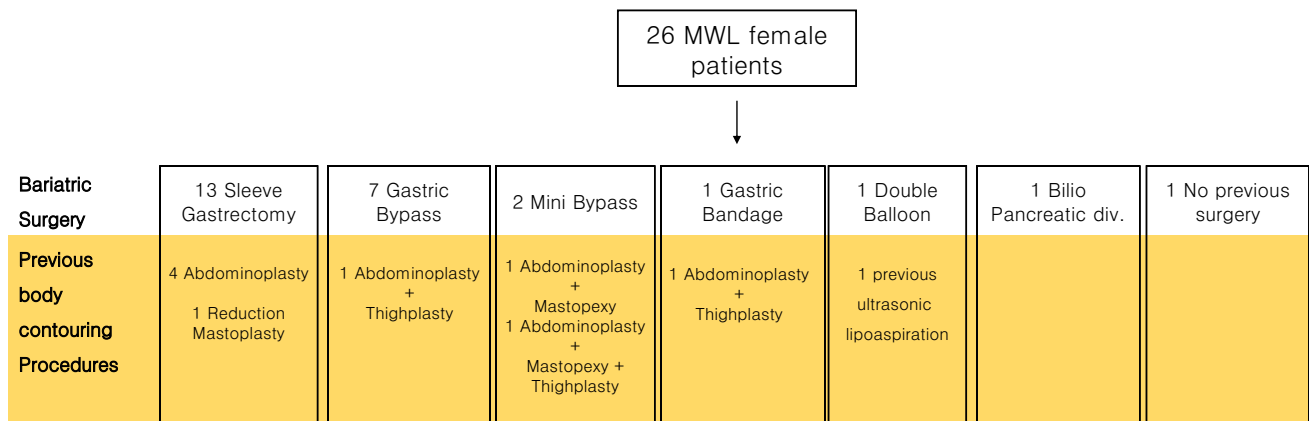 26 MWL female
patients
Bariatric
Surgery
13 Sleeve
Gastrectomy
7 Gastric
Bypass
2 Mini Bypass
1 Gastric
Bandage
1 Double
Balloon
1 Bilio
Pancreatic div.
1 No previous
surgery
Previous
body
contouring
Procedures
4 Abdominoplasty
1 Reduction
Mastoplasty
1 Abdominoplasty
+
Thighplasty
1 Abdominoplasty
+
Mastopexy
1 Abdominoplasty
+
Mastopexy +
Thighplasty
1 Abdominoplasty
+
Thighplasty
1 previous
ultrasonic
lipoaspiration